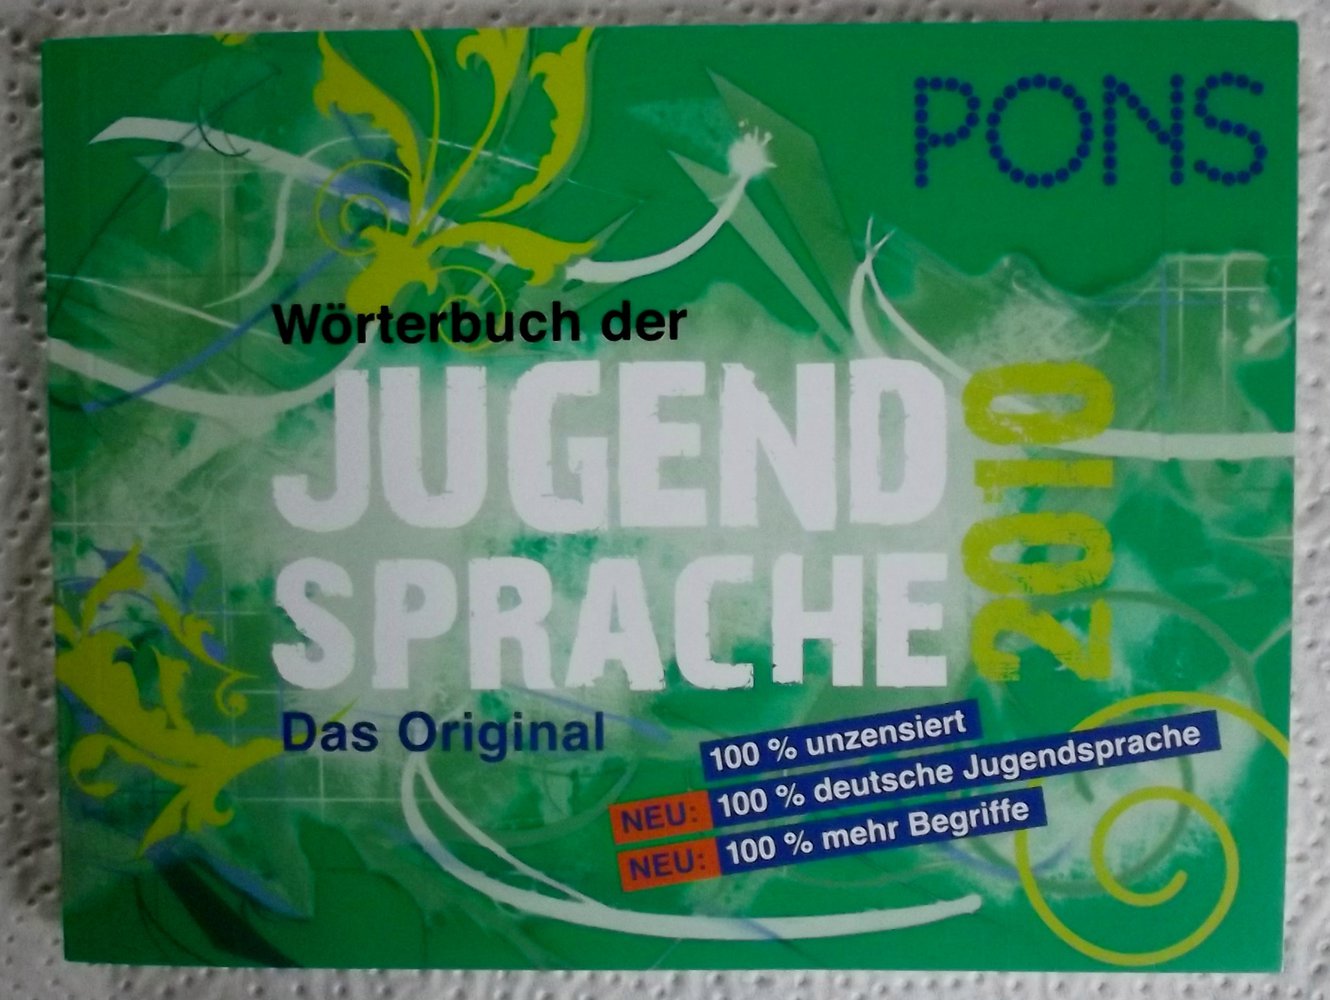 PONS
Wörterbuch der
JUGEND
SPRACHE
2010
Das Original
100 % unzensiert
NEU: 100 % deutsche Jugendsprache
NEU: 100 % mehr Begriffe